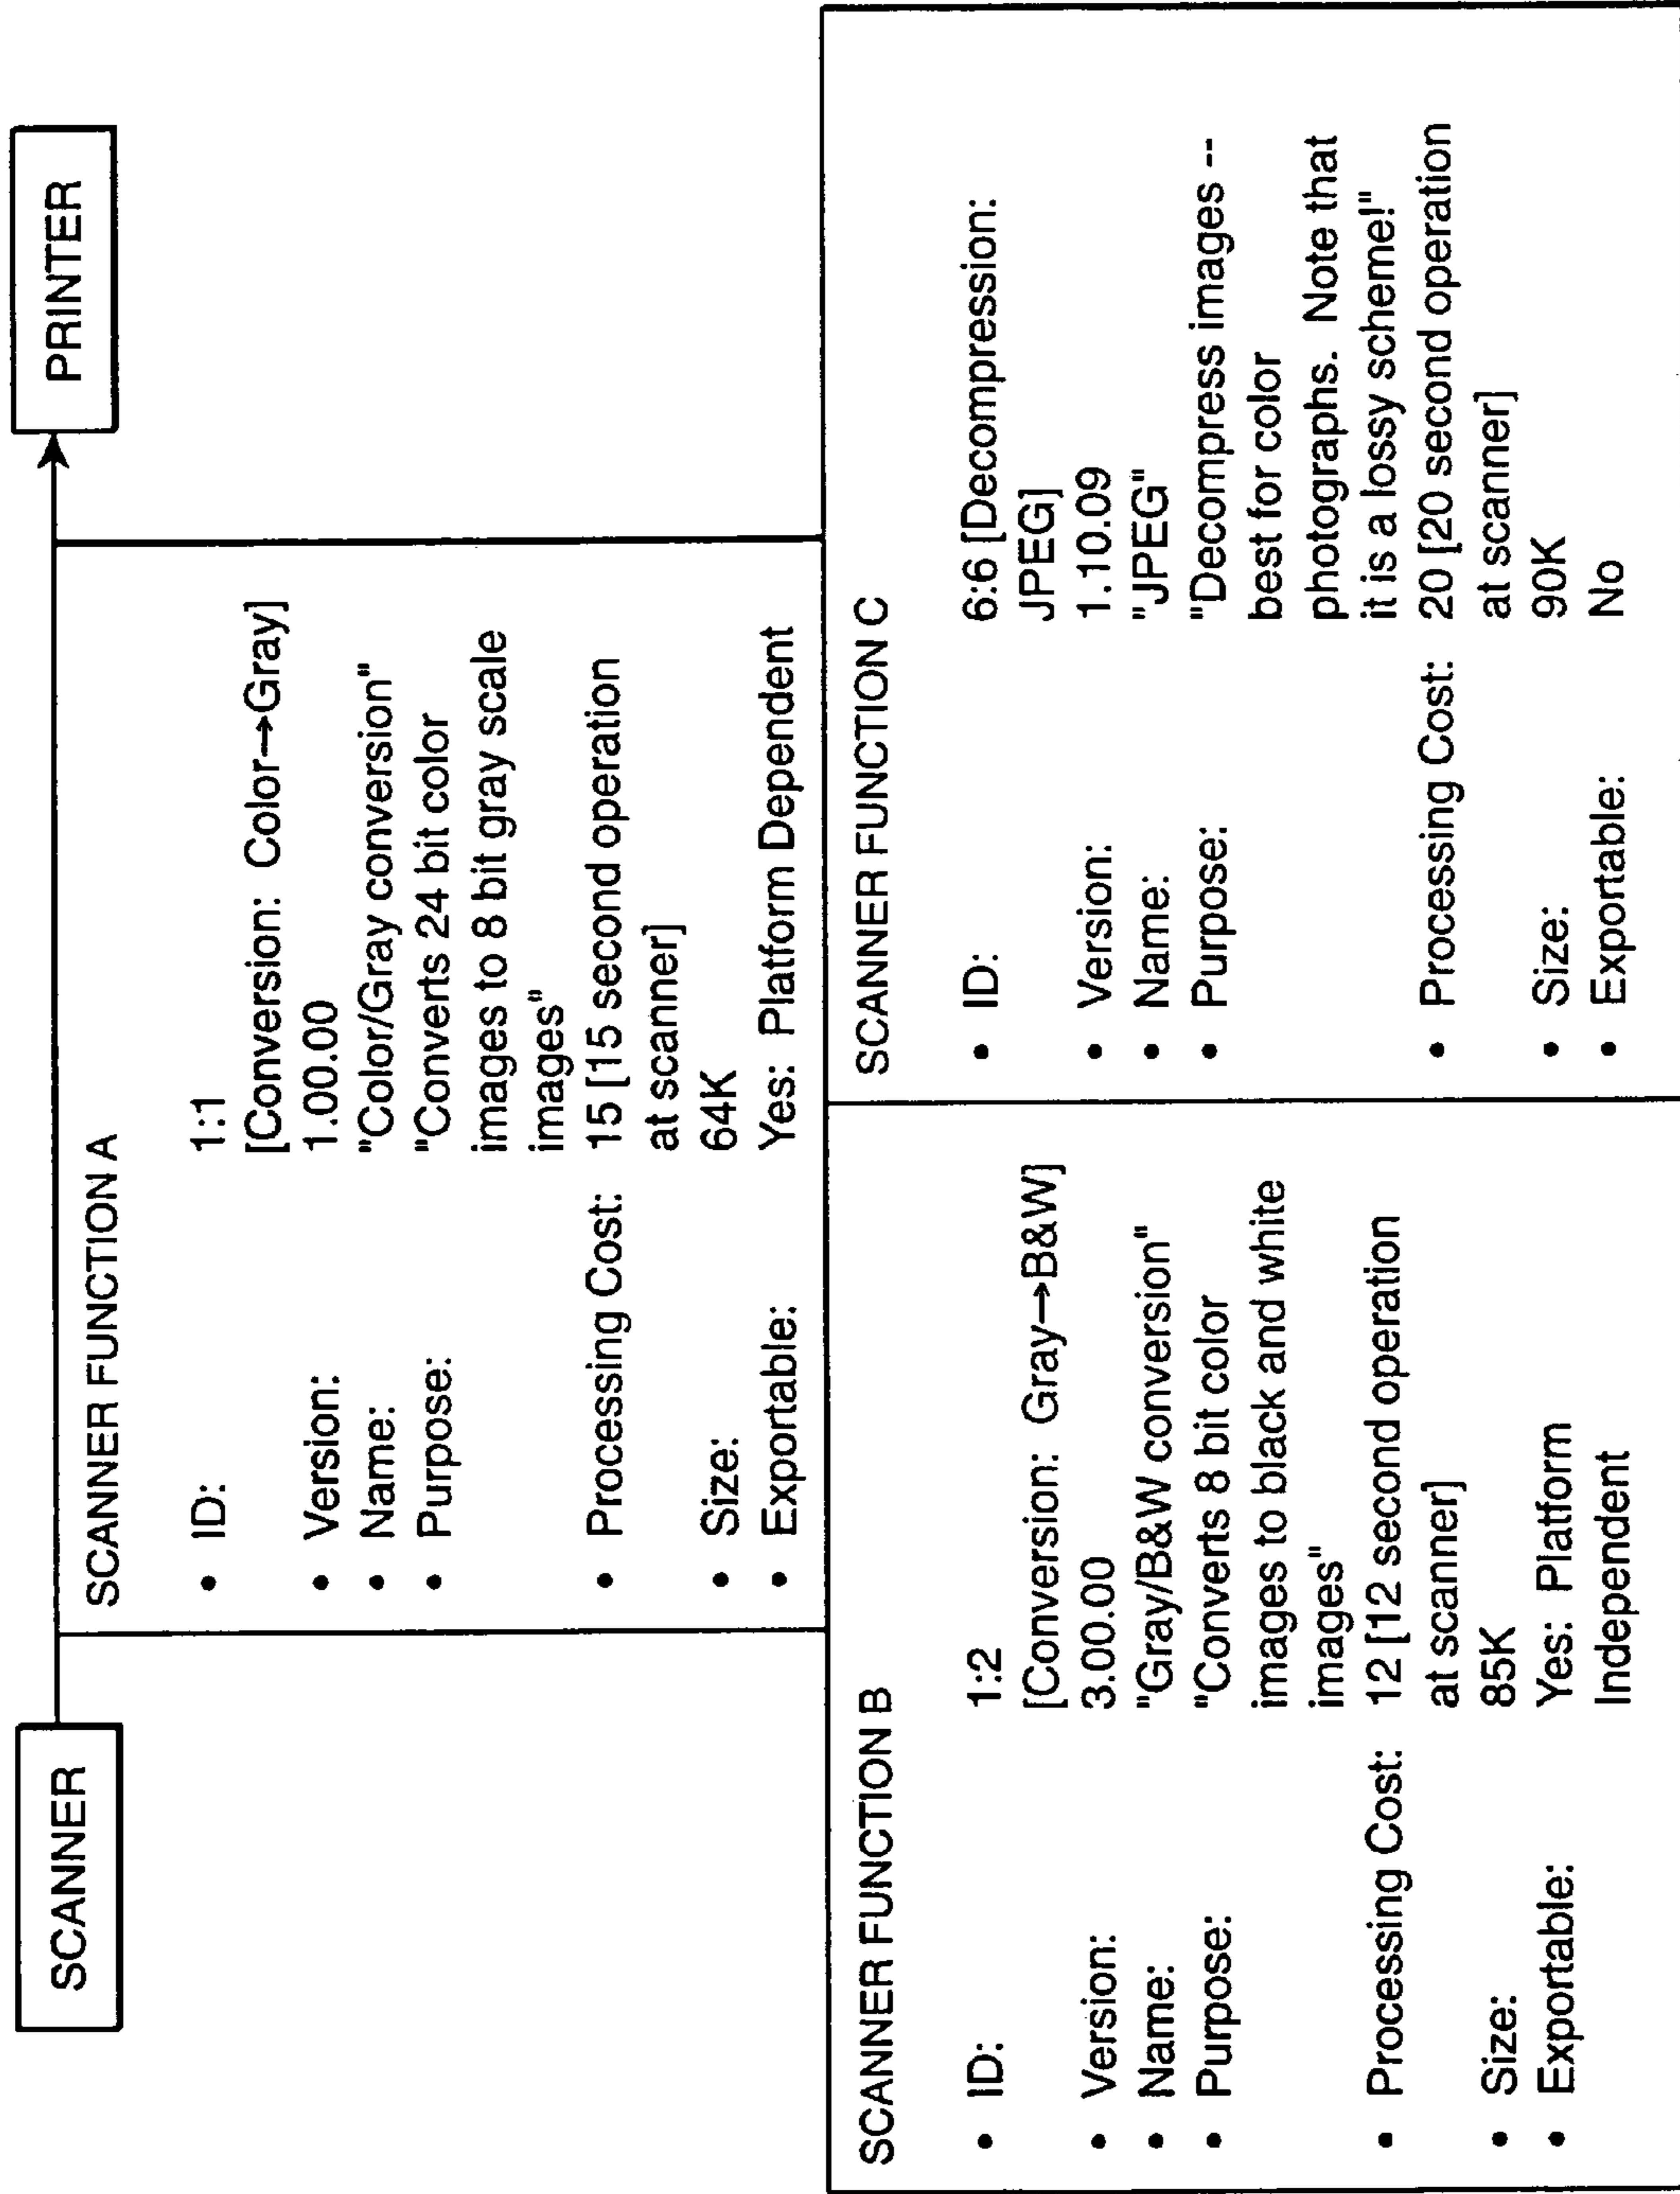 SCANNER
PRINTER
SCANNER FUNCTION A
• ID: 1:1
[Conversion: Color→Gray]
• Version: 1.00.00
• Name: "Color/Gray conversion"
• Purpose: "Converts 24 bit color
images to 8 bit gray scale
images"
• Processing Cost: 15 [15 second operation
at scanner]
• Size: 64K
• Exportable: Yes: Platform Dependent
SCANNER FUNCTION B
• ID: 1:2
[Conversion: Gray→B&W]
• Version: 3.00.00
• Name: "Gray/B&W conversion"
• Purpose: "Converts 8 bit color
images to black and white
images"
• Processing Cost: 12 [12 second operation
at scanner]
• Size: 85K
• Exportable: Yes: Platform
Independent
SCANNER FUNCTION C
• ID: 6:6 [Decompression:
JPEG]
• Version: 1.10.09
• Name: "JPEG"
• Purpose: "Decompress images --
best for color
photographs. Note that
it is a lossy scheme!"
• Processing Cost: 20 [20 second operation
at scanner]
• Size: 90K
• Exportable: No